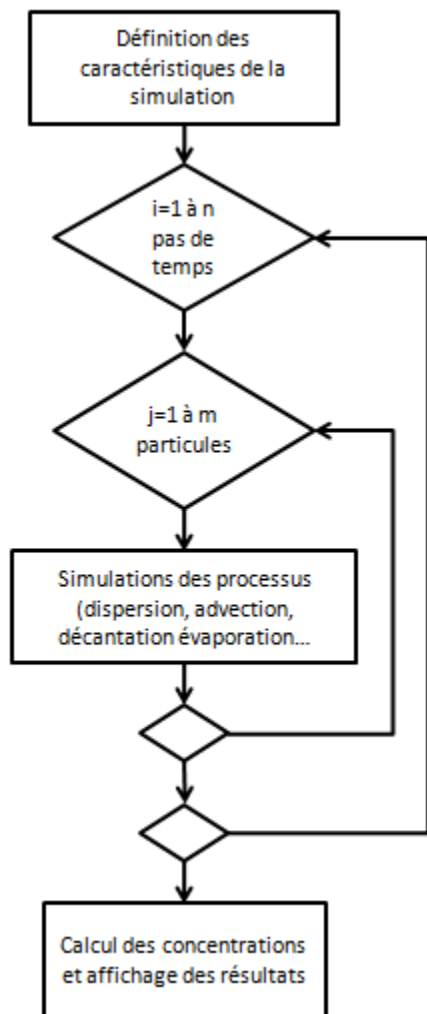 Définition des
caractéristiques de la
simulation
i=1 à n
pas de
temps
j=1 à m
particules
Simulations des processus
(dispersion, advection,
décantation évaporation...
Calcul des concentrations
et affichage des résultats